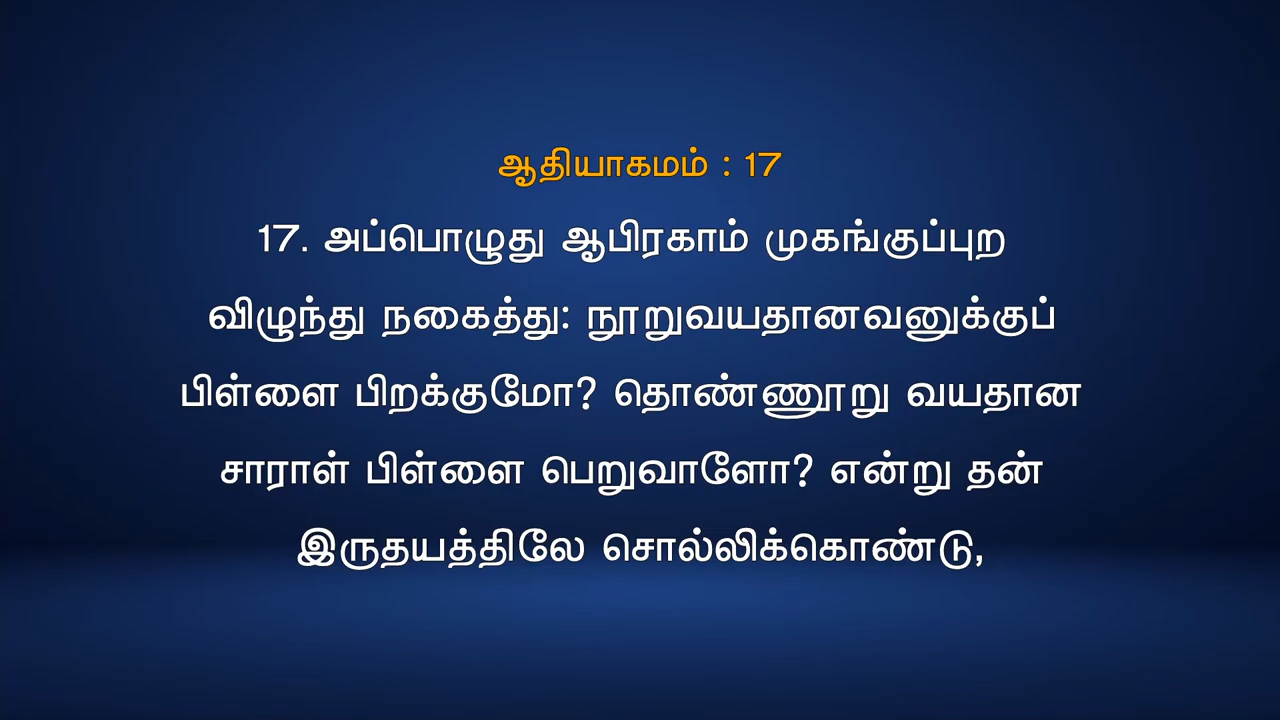 ஆதியாகமம் : 17
17. அப்பொழுது ஆபிரகாம் முகங்குப்புற
விழுந்து நகைத்து: நூறுவயதானவனுக்குப்
பிள்ளை பிறக்குமோ? தொண்ணூறு வயதான
சாராள் பிள்ளை பெறுவாளோ? என்று தன்
இருதயத்திலே சொல்லிக்கொண்டு,